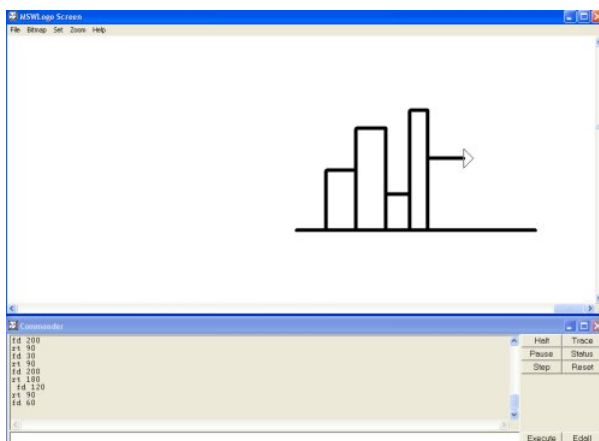 MSWLogo Screen
File Bitmap Set Zoom Help
Commander
fd 200
rt 90
fd 30
rt 90
fd 200
rt 180
fd 120
rt 90
fd 60
Halt Trace
Pause Status
Step Reset
Execute Edall